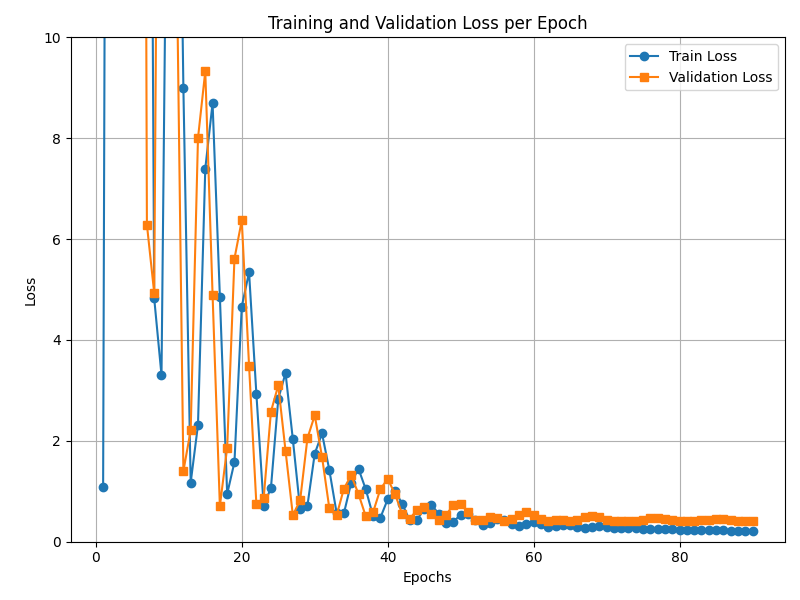 Training and Validation Loss per Epoch
Train Loss
Validation Loss
10
8
6
4
2
0
Loss
0 20 40 60 80
Epochs